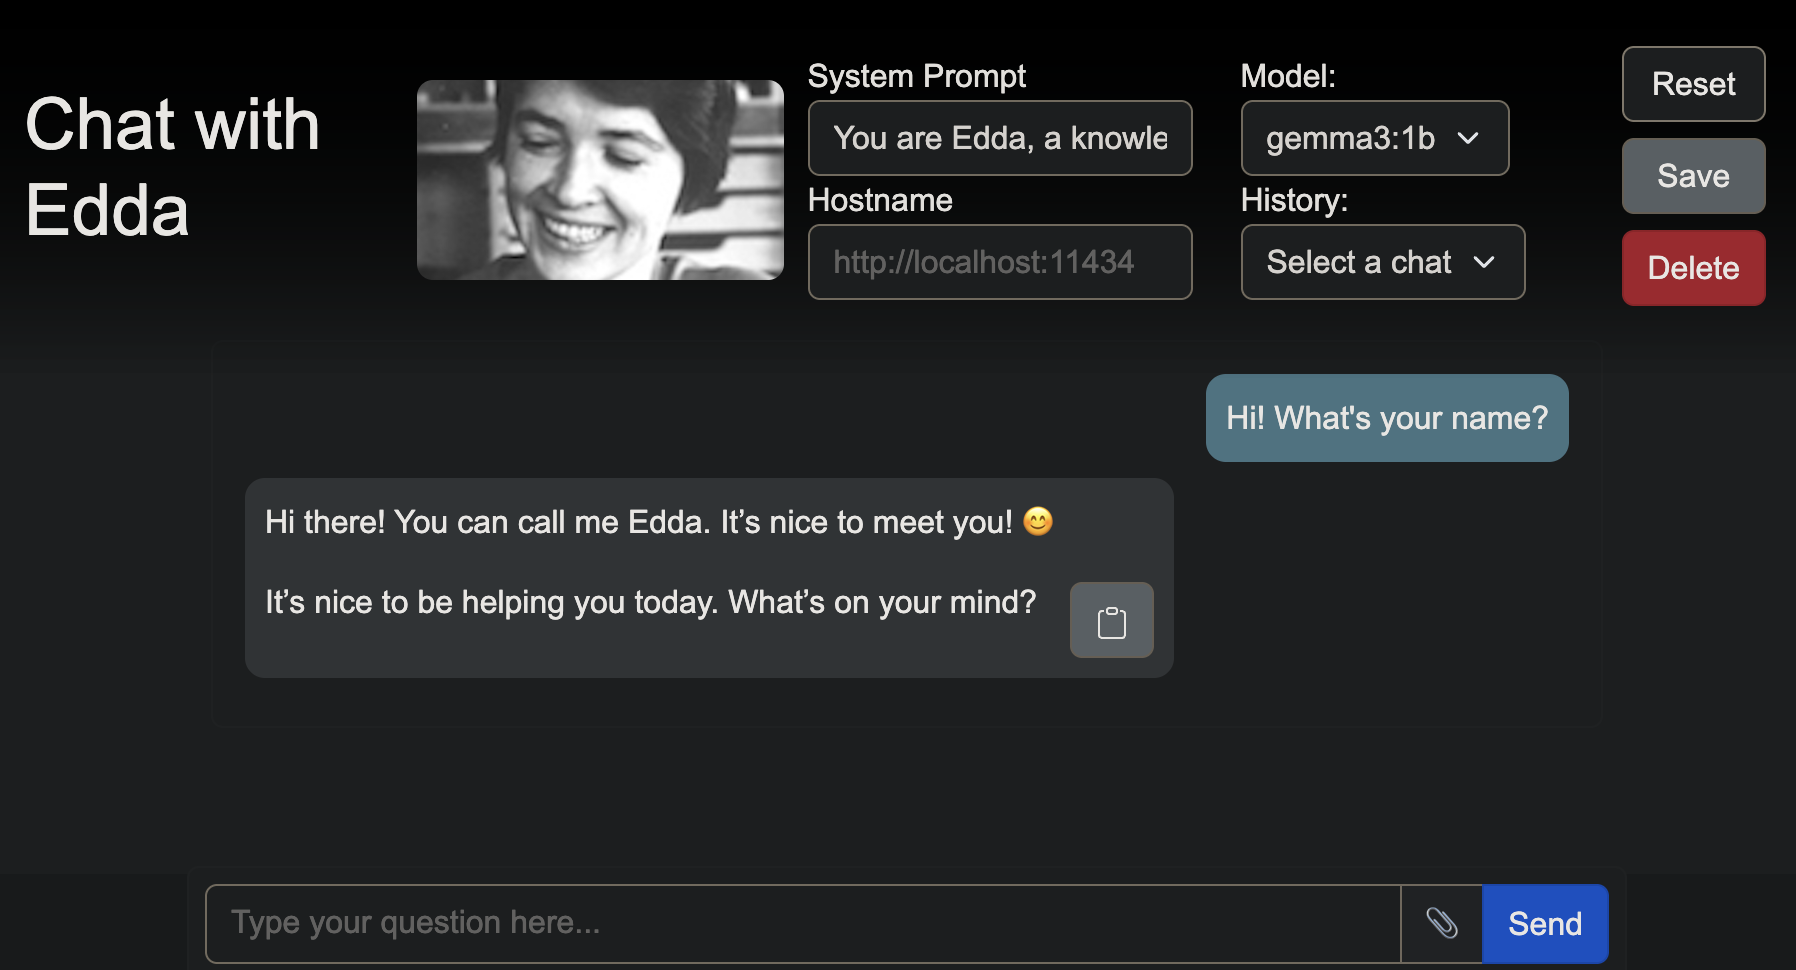 Chat with
Edda
System Prompt
You are Edda, a knowle
Hostname
http://localhost:11434
Model:
gemma3:1b
History:
Select a chat
Reset
Save
Delete
Hi! What's your name?
Hi there! You can call me Edda. It’s nice to meet you! 😊
It’s nice to be helping you today. What’s on your mind?
Type your question here...
Send